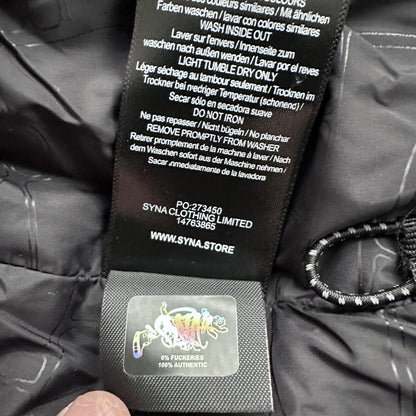 des couleurs similaires / Mit ähnlichen
Farben waschen / lavar con colores similares
WASH INSIDE OUT
Laver sur l'envers / Innenseite zum
waschen nach außen wenden / Lavar por el reves
LIGHT TUMBLE DRY ONLY
Léger séchage au tambour seulement / Trocknen im
Trockner bei niedriger Temperatur (schonend) /
Secar sólo en secadora suave
DO NOT IRON
Ne pas repasser / Nicht bügeln / No planchar
REMOVE PROMPTLY FROM WASHER
Retirer promptement de la machine à laver / Nach
dem Waschen sofort aus der Maschine nehmen /
Sacar inmediatamente de la lavadora
PO:273450
SYNA CLOTHING LIMITED
14763865
WWW.SYNA.STORE
0% FUCKERIES
100% AUTHENTIC